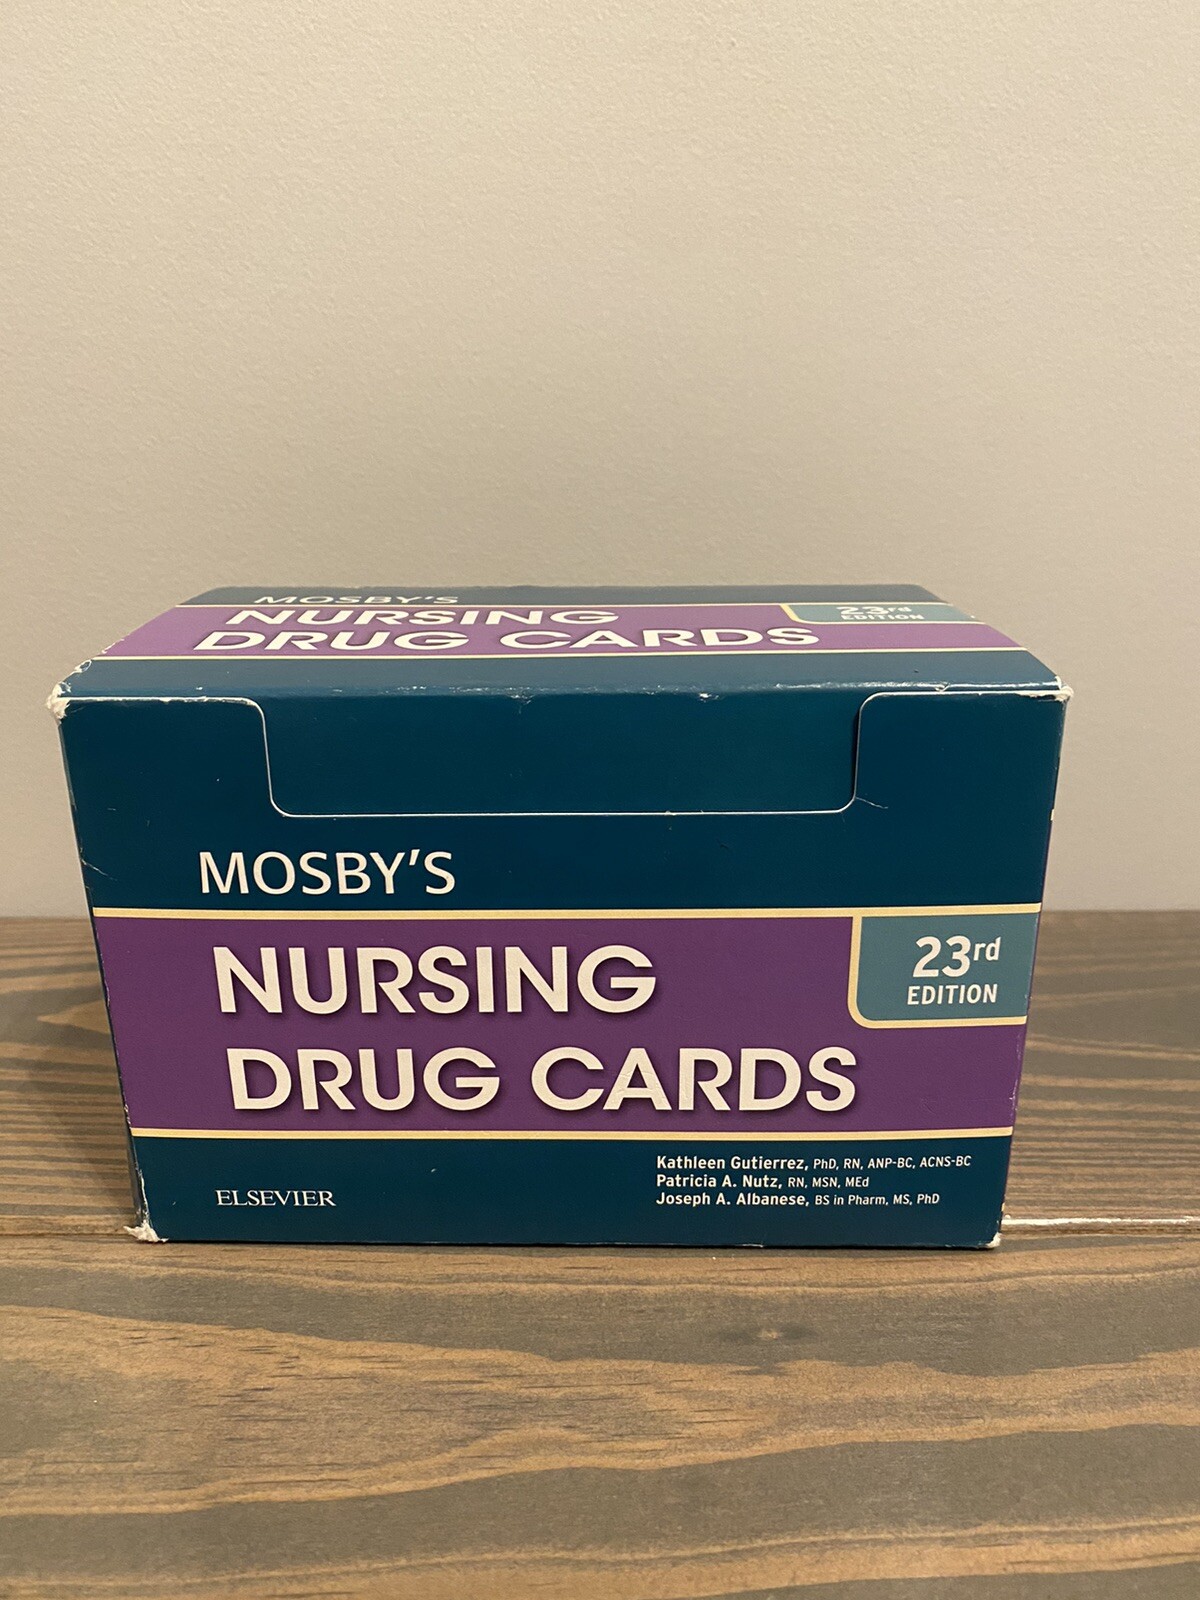 MOSBY'S
NURSING
DRUG CARDS
23rd
EDITION
MOSBY'S
NURSING
DRUG CARDS
23rd
EDITION
Kathleen Gutierrez, PhD, RN, ANP-BC, ACNS-BC
Patricia A. Nutz, RN, MSN, MEd
Joseph A. Albanese, BS in Pharm, MS, PhD
ELSEVIER